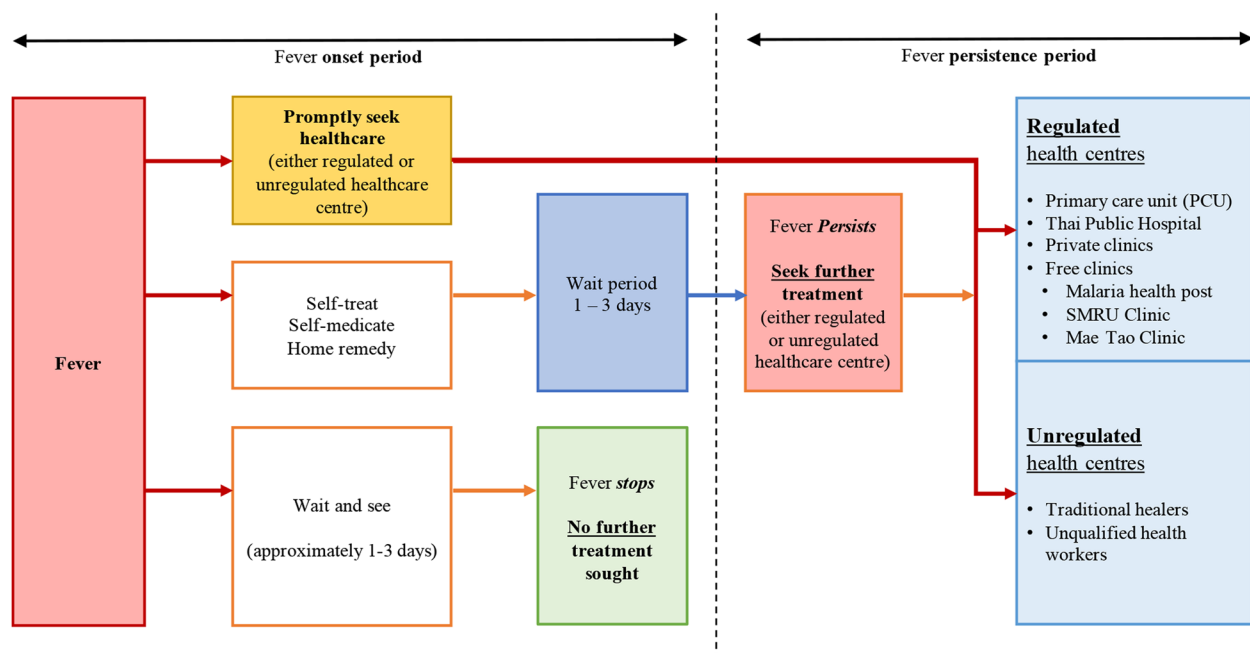 Fever onset period
Fever persistence period
Fever
Promptly seek
healthcare
(either regulated or
unregulated healthcare
centre)
Self-treat
Self-medicate
Home remedy
Wait and see
(approximately 1-3 days)
Wait period
1 – 3 days
Fever stops
No further
treatment
sought
Fever Persists
Seek further
treatment
(either regulated
or unregulated
healthcare centre)
Regulated
health centres
• Primary care unit (PCU)
• Thai Public Hospital
• Private clinics
• Free clinics
• Malaria health post
• SMRU Clinic
• Mae Tao Clinic
Unregulated
health centres
• Traditional healers
• Unqualified health
workers